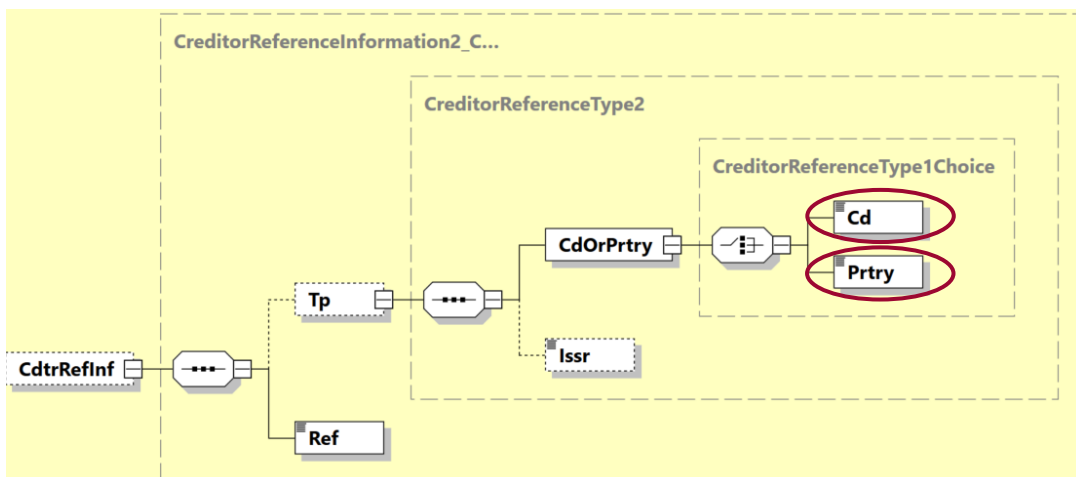 CreditorReferenceInformation2_C...
CreditorReferenceType2
CreditorReferenceType1Choice
Cd
CdOrPrtry
Prtry
Tp
Issr
CdtrRefInf
Ref